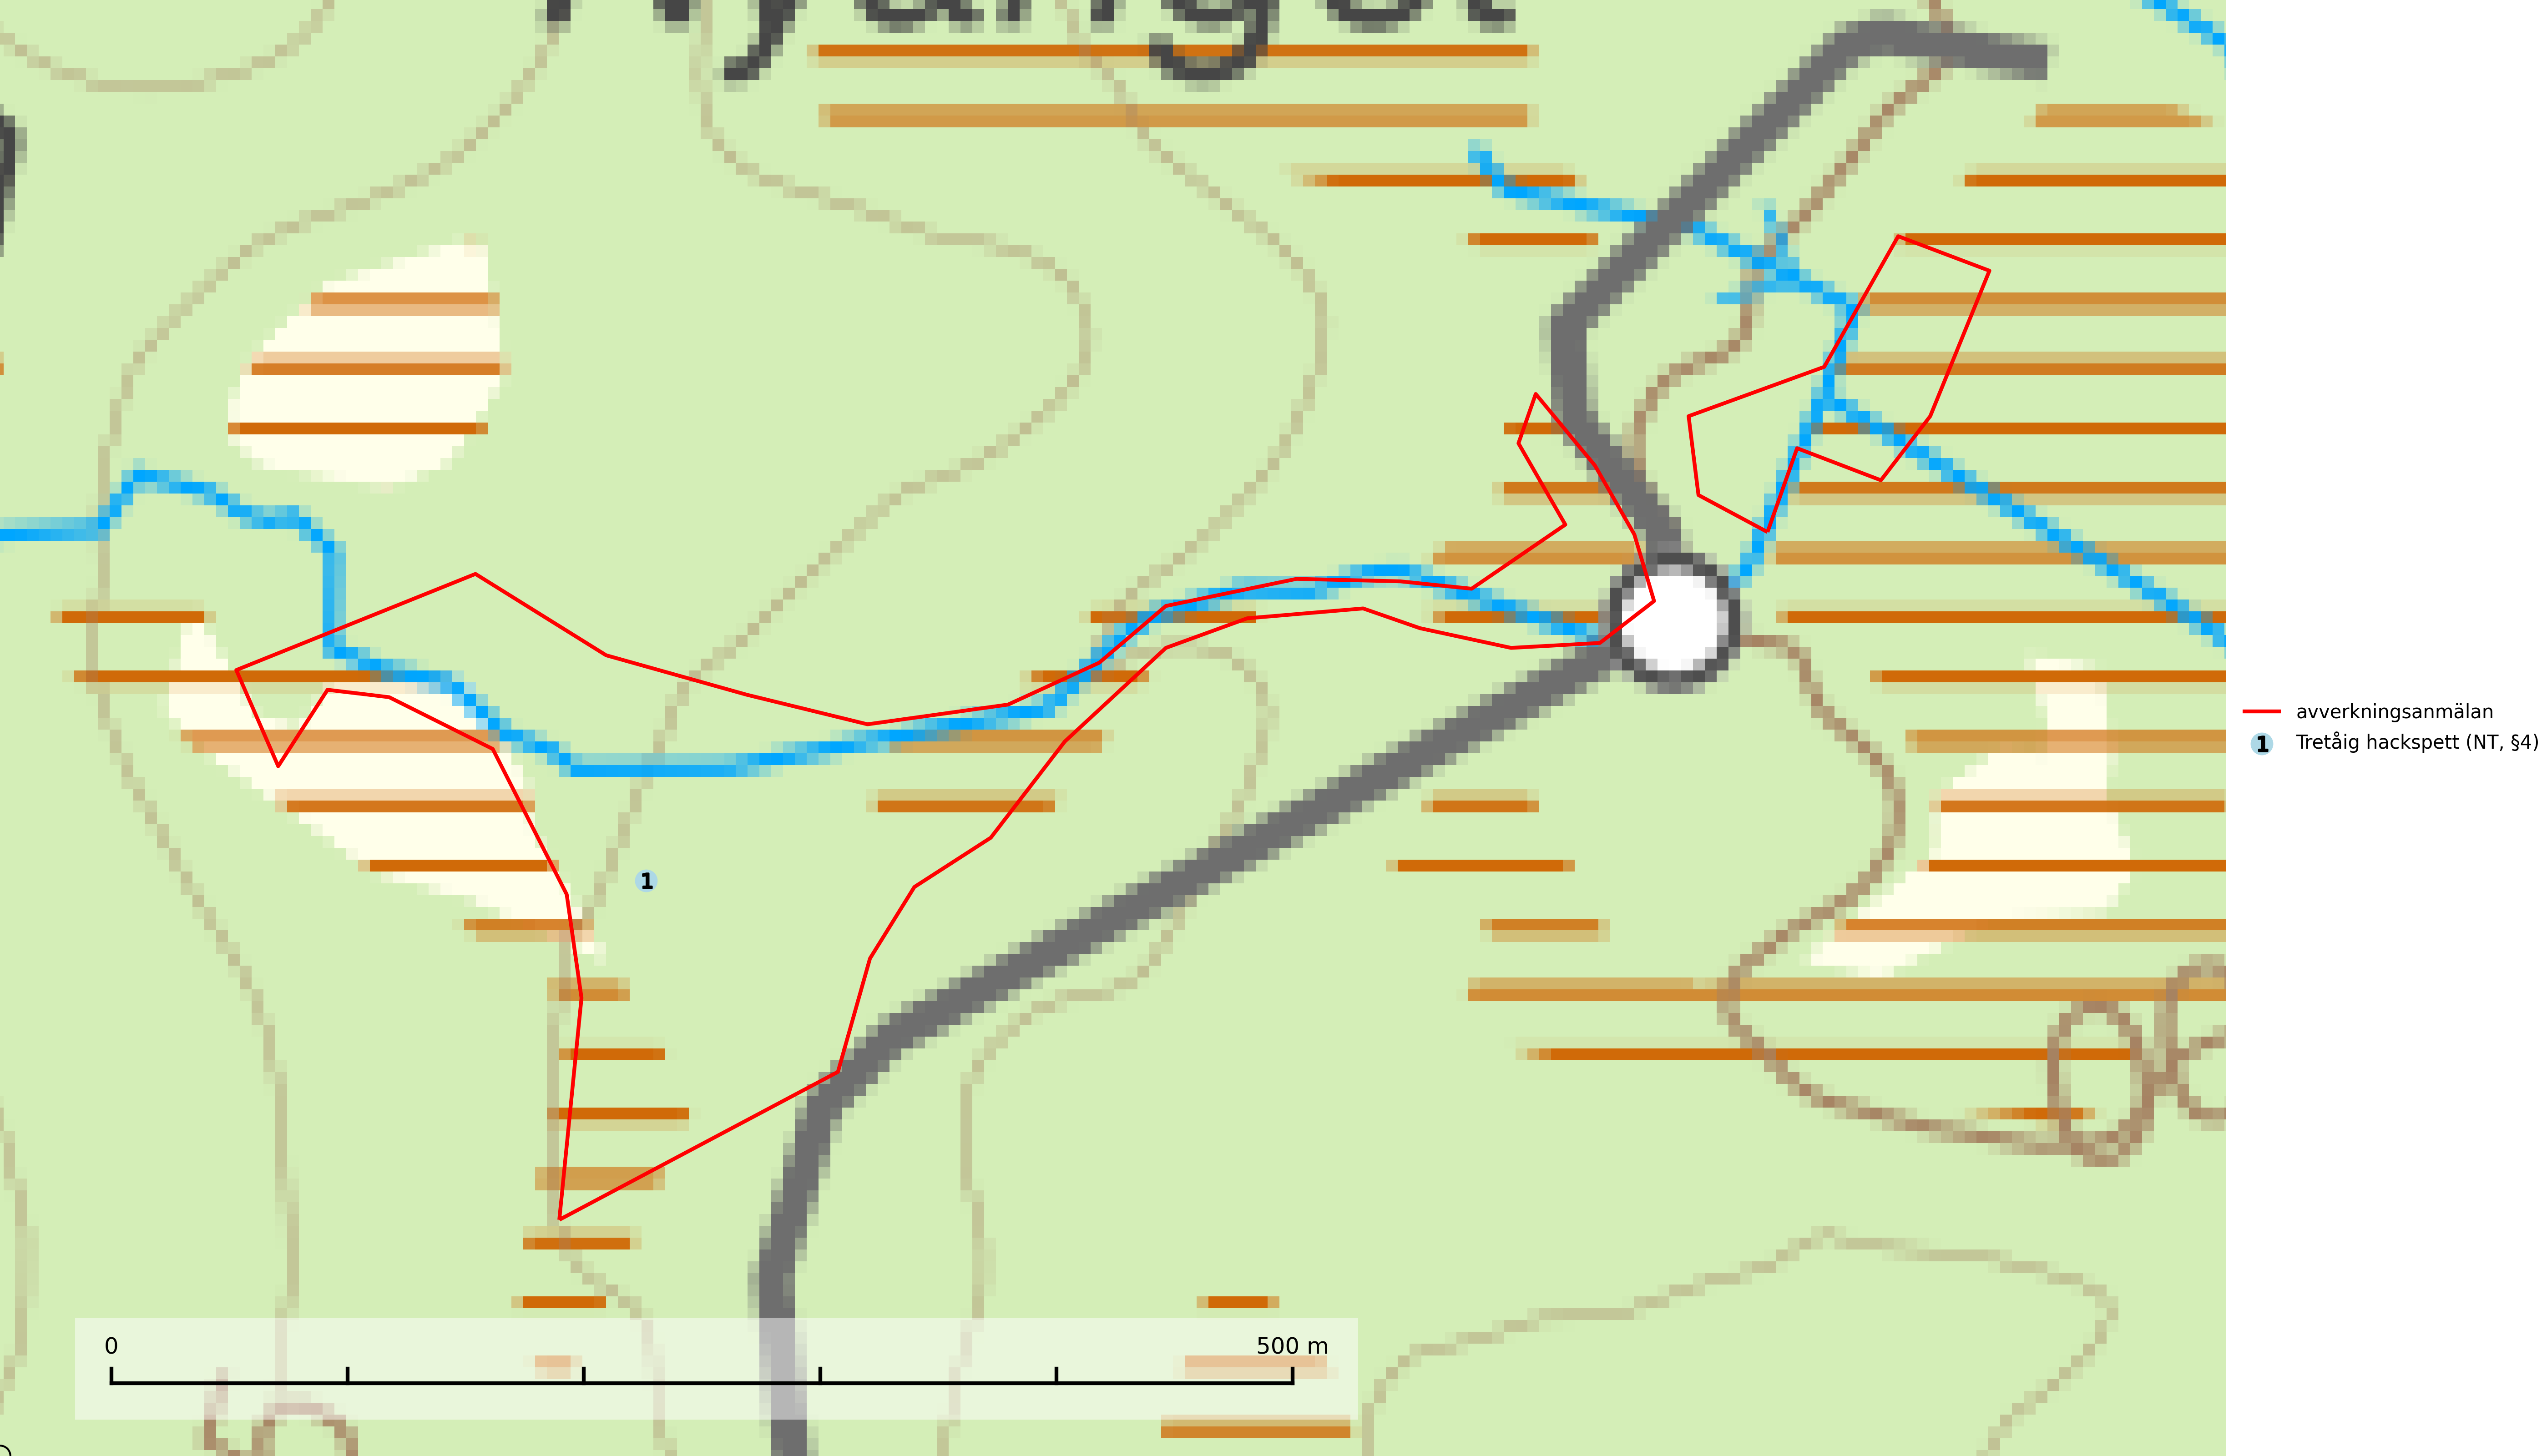 avverkningsanmälan
1 Tretåig hackspett (NT, §4)
1
0 500 m